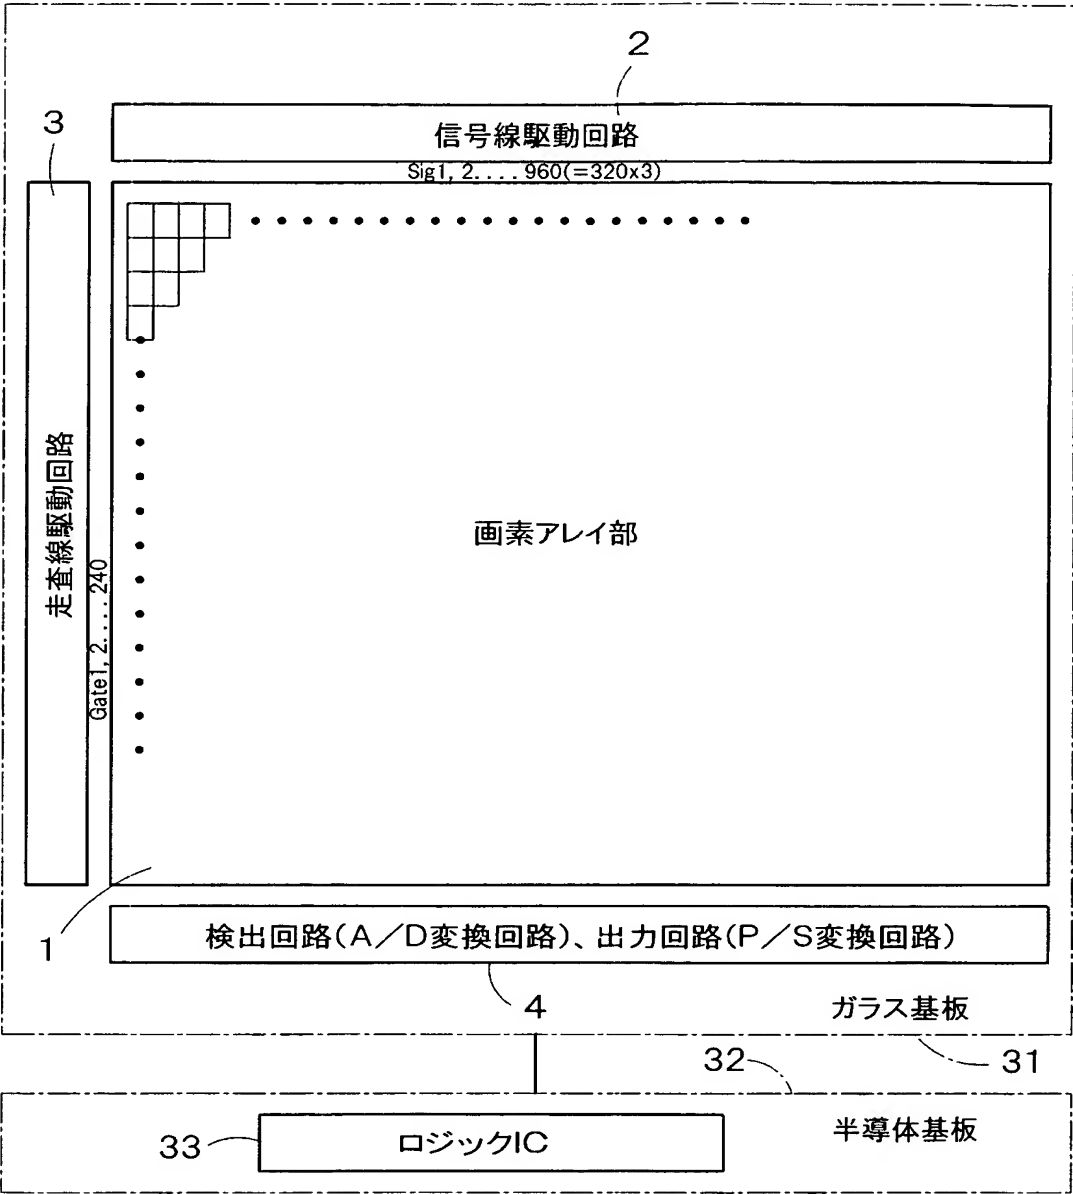 2
3
信号線駆動回路
Sig1, 2....960(=320x3)
走査線駆動回路
Gate1, 2....240
画素アレイ部
1
検出回路(A／D変換回路)、出力回路(P／S変換回路)
4
ガラス基板
31
32
半導体基板
33
ロジックIC